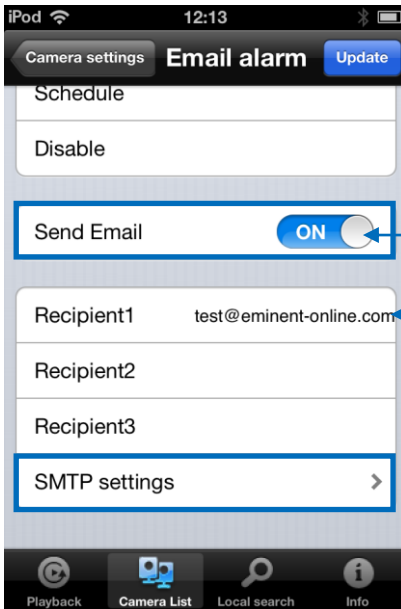 iPod 12:13
Camera settings Email alarm Update
Schedule
Disable
Send Email ON
Recipient1 test@eminent-online.com
Recipient2
Recipient3
SMTP settings
Playback Camera List Local search Info